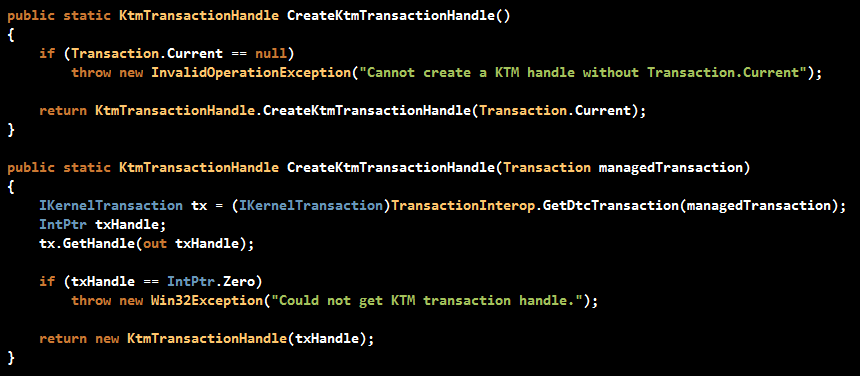 public static KtmTransactionHandle CreateKtmTransactionHandle()
{
    if (Transaction.Current == null)
        throw new InvalidOperationException("Cannot create a KTM handle without Transaction.Current");

    return KtmTransactionHandle.CreateKtmTransactionHandle(Transaction.Current);
}

public static KtmTransactionHandle CreateKtmTransactionHandle(Transaction managedTransaction)
{
    IKernelTransaction tx = (IKernelTransaction)TransactionInterop.GetDtcTransaction(managedTransaction);
    IntPtr txHandle;
    tx.GetHandle(out txHandle);

    if (txHandle == IntPtr.Zero)
        throw new Win32Exception("Could not get KTM transaction handle.");

    return new KtmTransactionHandle(txHandle);
}